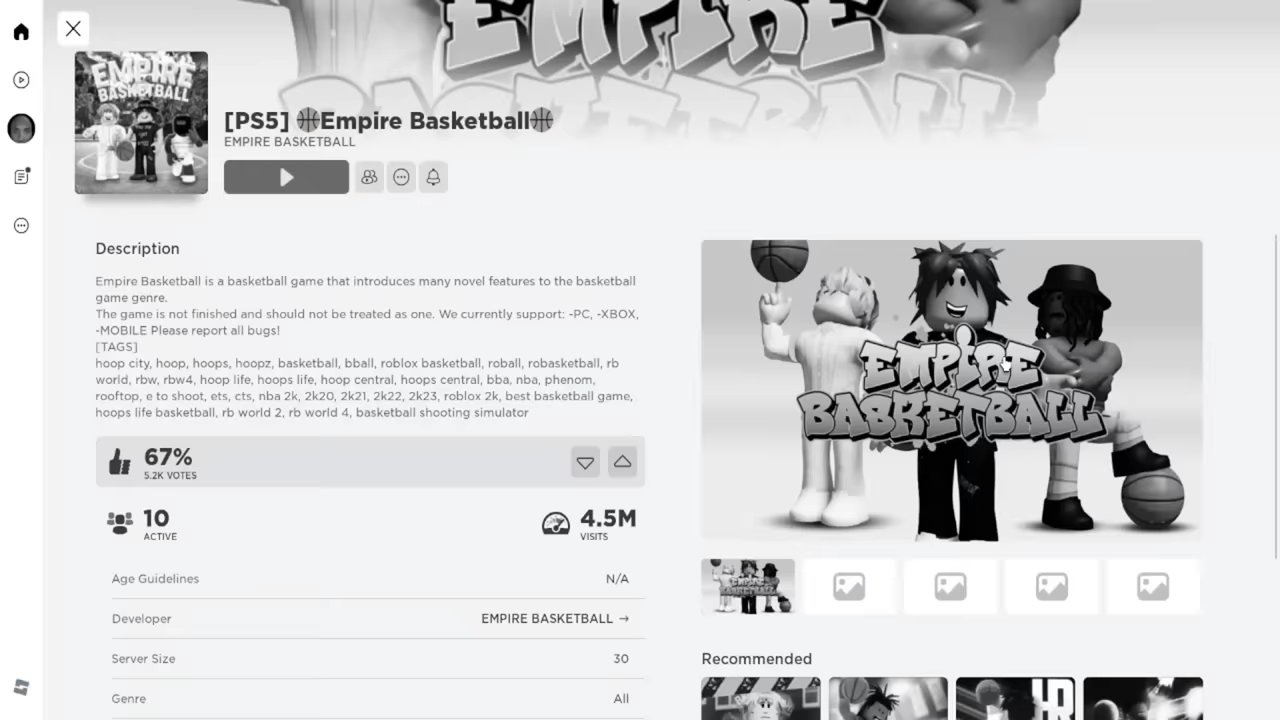 EMPIRE
BASKETBALL
EMPIRE
BASKETBALL
[PS5] 🏀Empire Basketball🏀
EMPIRE BASKETBALL
Description
Empire Basketball is a basketball game that introduces many novel features to the basketball
game genre.
The game is not finished and should not be treated as one. We currently support: -PC, -XBOX,
-MOBILE Please report all bugs!
[TAGS]
hoop city, hoop, hoops, hoopz, basketball, bball, roblox basketball, roball, robasketball, rb
world, rbw, rbw4, hoop life, hoops life, hoop central, hoops central, bba, nba, phenom,
rooftop, e to shoot, ets, cts, nba 2k, 2k20, 2k21, 2k22, 2k23, roblox 2k, best basketball game,
hoops life basketball, rb world 2, rb world 4, basketball shooting simulator
67%
5.2K VOTES
10
ACTIVE
4.5M
VISITS
Age Guidelines N/A
Developer EMPIRE BASKETBALL →
Server Size 30
Genre All
EMPIRE
BASKETBALL
EMPIRE
BASKETBALL
Recommended
HR